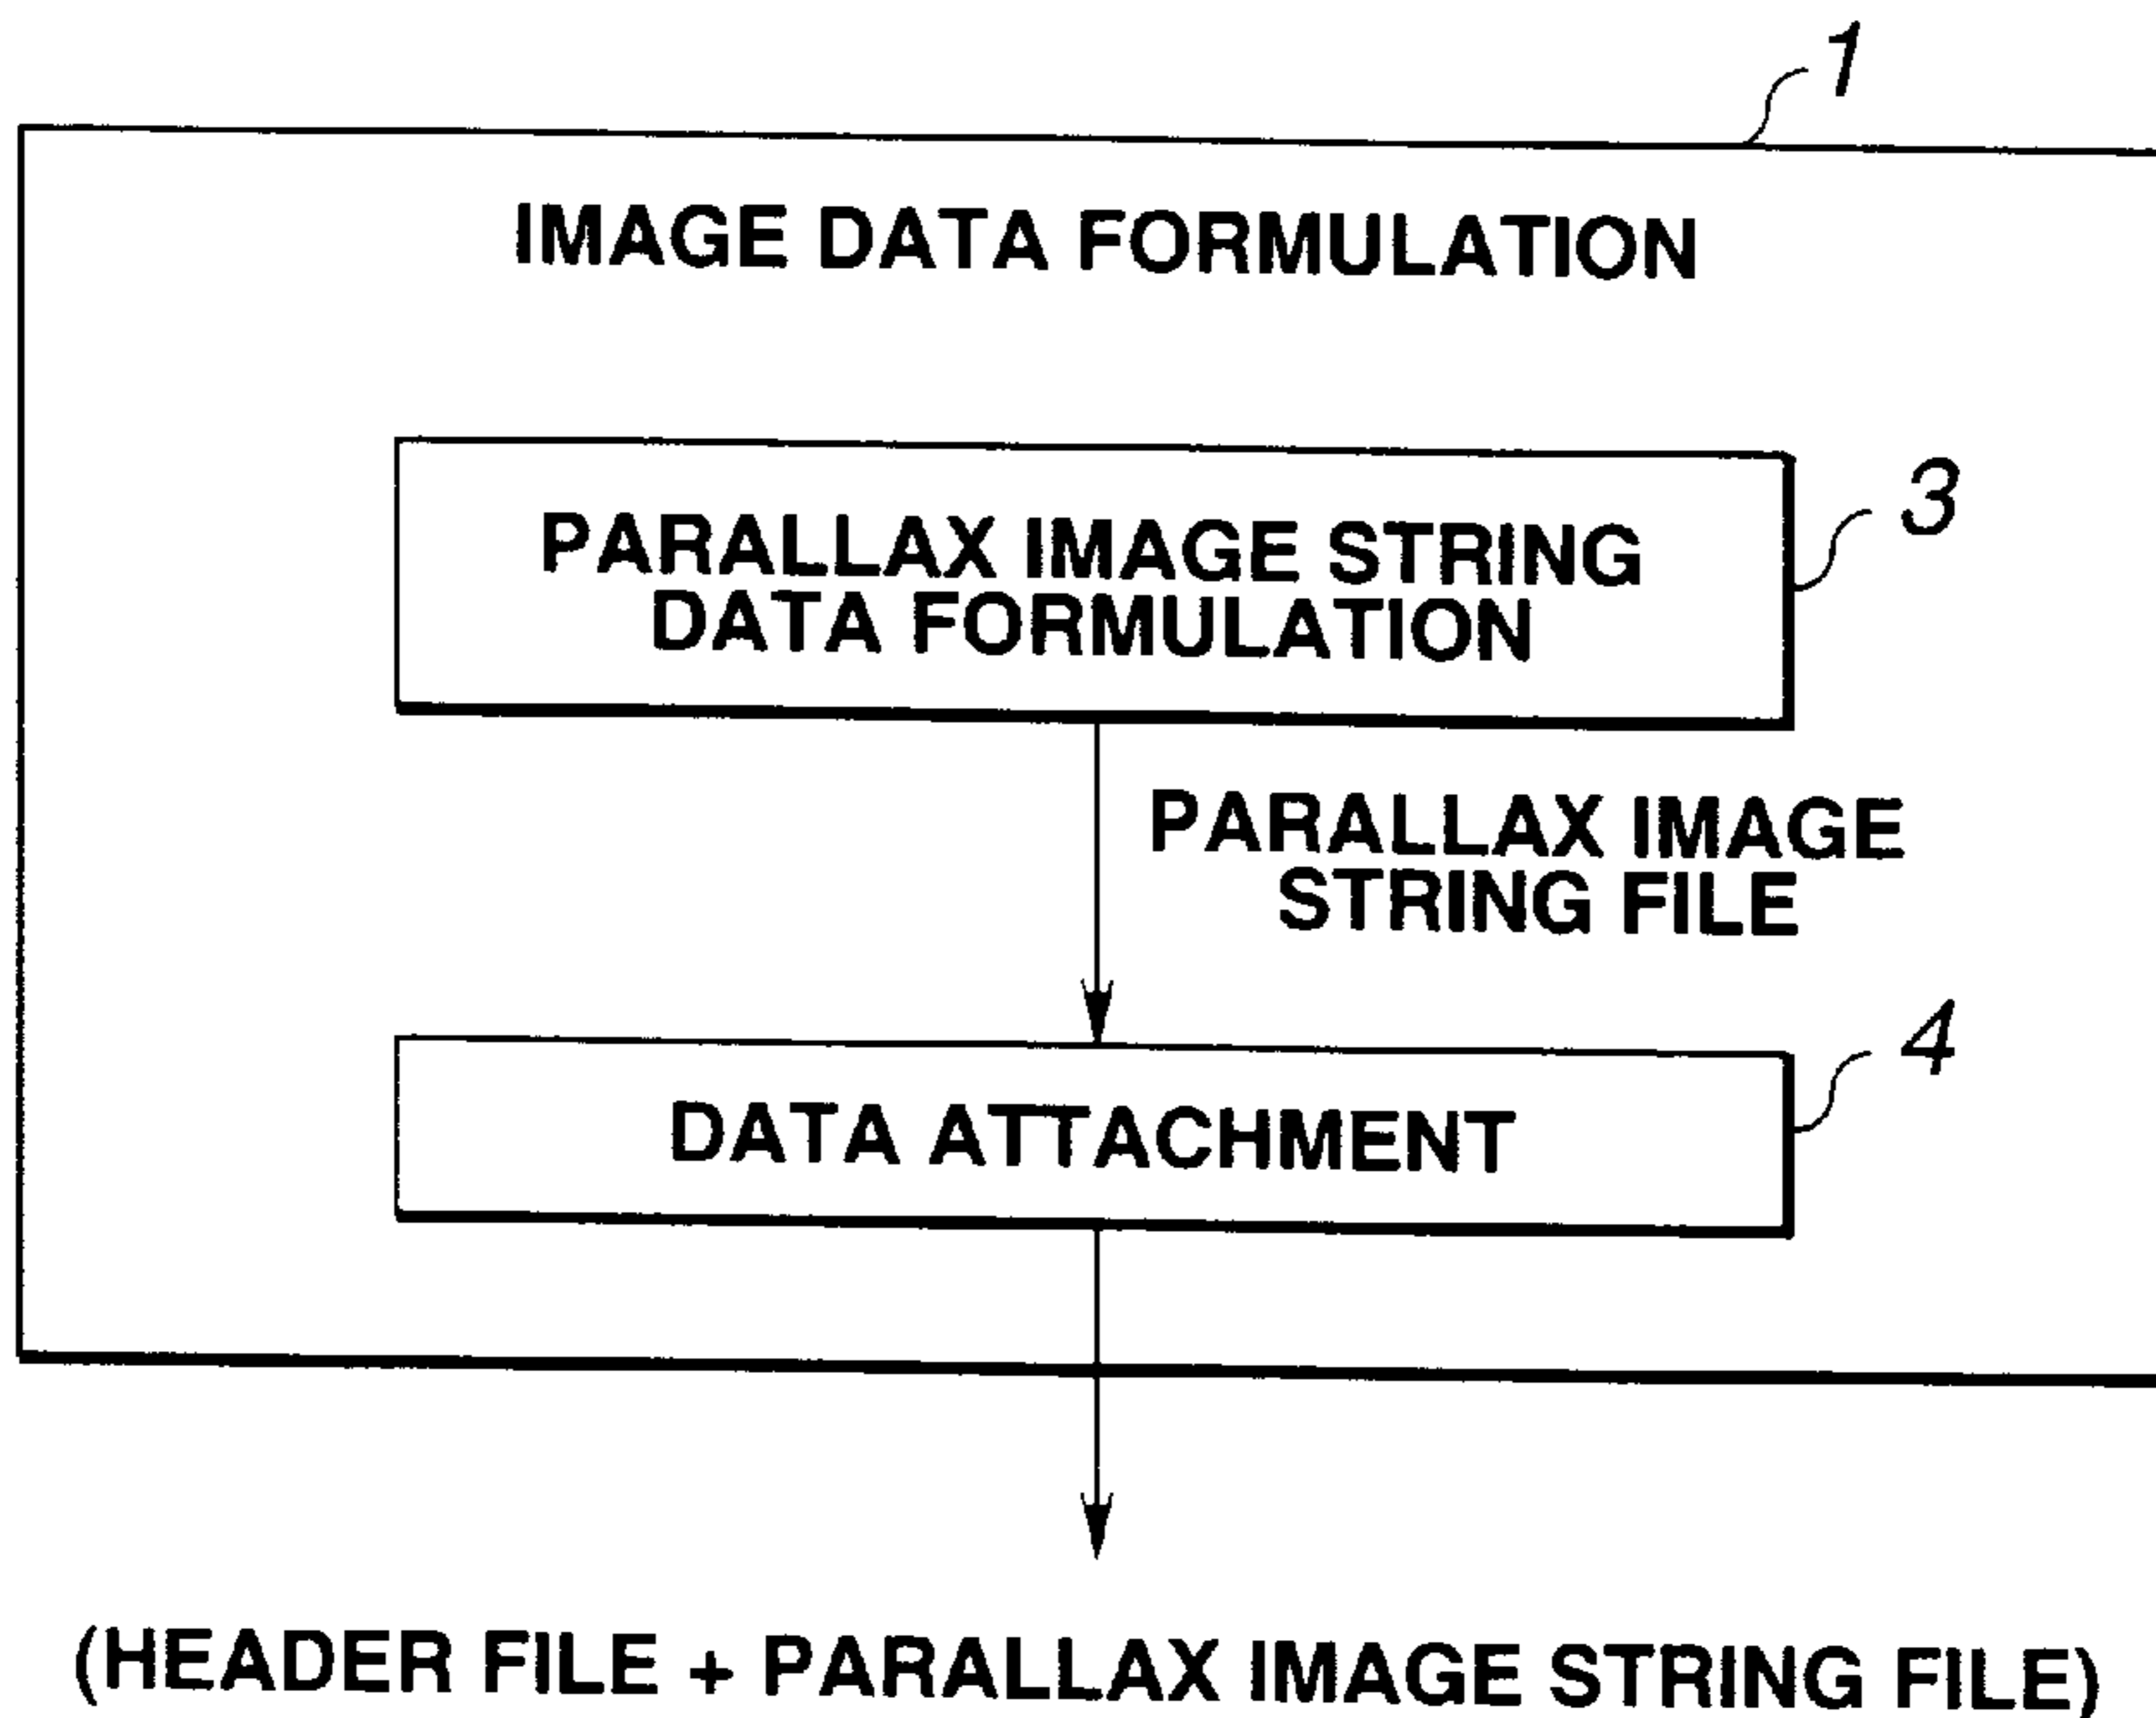 1
IMAGE DATA FORMULATION
PARALLAX IMAGE STRING
DATA FORMULATION
3
PARALLAX IMAGE
STRING FILE
DATA ATTACHMENT
4
(HEADER FILE + PARALLAX IMAGE STRING FILE)